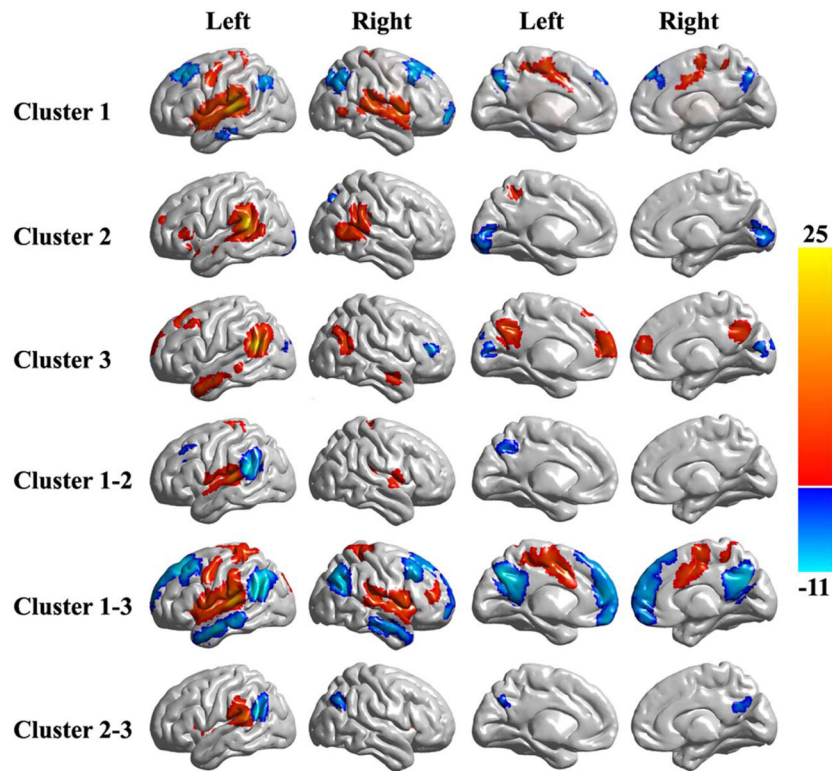 Left Right Left Right
Cluster 1
Cluster 2
25
Cluster 3
Cluster 1-2
-11
Cluster 1-3
Cluster 2-3